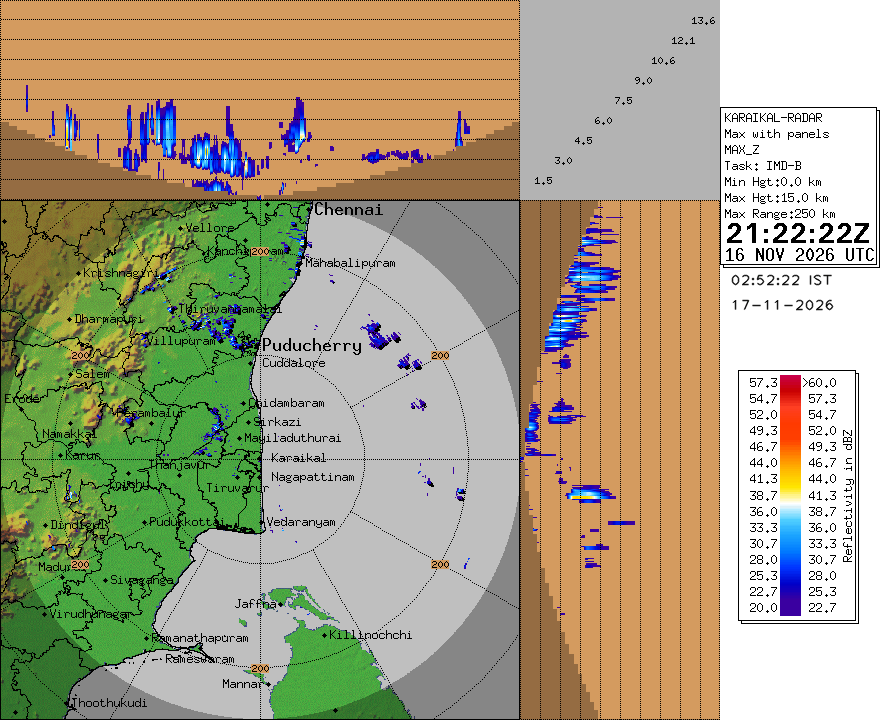 13.6
12.1
10.6
9.0
7.5
6.0
4.5
3.0
1.5
KARAIKAL-RADAR
Max with panels
MAX_Z
Task: IMD-B
Min Hgt:0.0 km
Max Hgt:15.0 km
Max Range:250 km
21:22:22Z
16 NOV 2026 UTC
02:52:22 IST
17-11-2026
Chennai
Vellore
200
Mahabalipuram
Krishnagiri
Thiruvannamalai
Dharmapuri
Villupuram
Puducherry
200
200
Cuddalore
Salem
Erode
Chidambaram
Perambalur
Sirkazi
Namakkal
Mayiladuthurai
Karur
Karaikal
Thanjavur
Nagapattinam
Tiruvarur
Dindigul
Pudukkottai
Vedaranyam
200
200
Madur
Sivaganga
Jaffna
Virudhunagar
Killinochchi
Ramanathapuram
Rameswaram
200
Mannar
Thoothukudi
57.3 >60.0
54.7 57.3
52.0 54.7
49.3 52.0
46.7 49.3
44.0 46.7
41.3 44.0
38.7 41.3
36.0 38.7
33.3 36.0
30.7 33.3
28.0 30.7
25.3 28.0
22.7 25.3
20.0 22.7
Reflectivity in dBZ